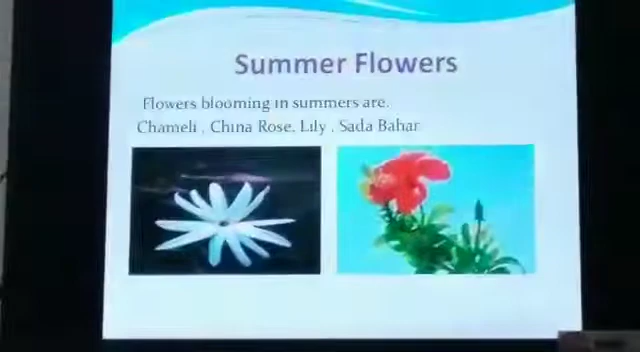 Summer Flowers
Flowers blooming in summers are.
Chameli , China Rose, Lily , Sada Bahar